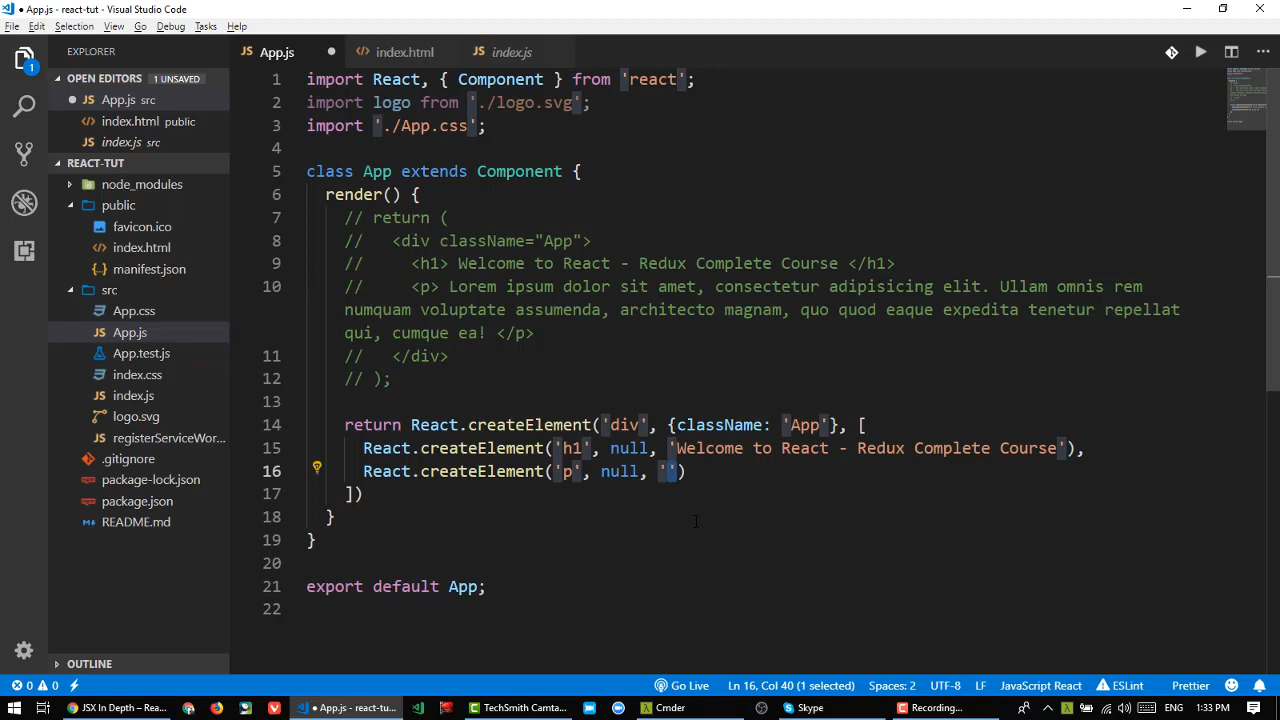 App.js - react-tut - Visual Studio Code
File Edit Selection View Go Debug Tasks Help
EXPLORER
App.js index.html index.js
OPEN EDITORS 1 UNSAVED
App.js src
index.html public
index.js src
REACT-TUT
node_modules
public
favicon.ico
index.html
manifest.json
src
App.css
App.js
App.test.js
index.css
index.js
logo.svg
registerServiceWor...
.gitignore
package-lock.json
package.json
README.md
OUTLINE
1
1 import React, { Component } from 'react';
2 import logo from './logo.svg';
3 import './App.css';
4
5 class App extends Component {
6 render() {
7 // return (
8 // <div className="App">
9 // <h1> Welcome to React - Redux Complete Course </h1>
10 // <p> Lorem ipsum dolor sit amet, consectetur adipisicing elit. Ullam omnis rem
numquam voluptate assumenda, architecto magnam, quo quod eaque expedita tenetur repellat
qui, cumque ea! </p>
11 // </div>
12 // );
13
14 return React.createElement('div', {className: 'App'}, [
15 React.createElement('h1', null, 'Welcome to React - Redux Complete Course'),
16 React.createElement('p', null, '')
17 ])
18 }
19 }
20
21 export default App;
22
0 0 Go Live Ln 16, Col 40 (1 selected) Spaces: 2 UTF-8 LF JavaScript React ESLint Prettier
JSX In Depth – Rea... App.js - react-tu... TechSmith Camta... Cmder Skype Recording... ENG 1:33 PM